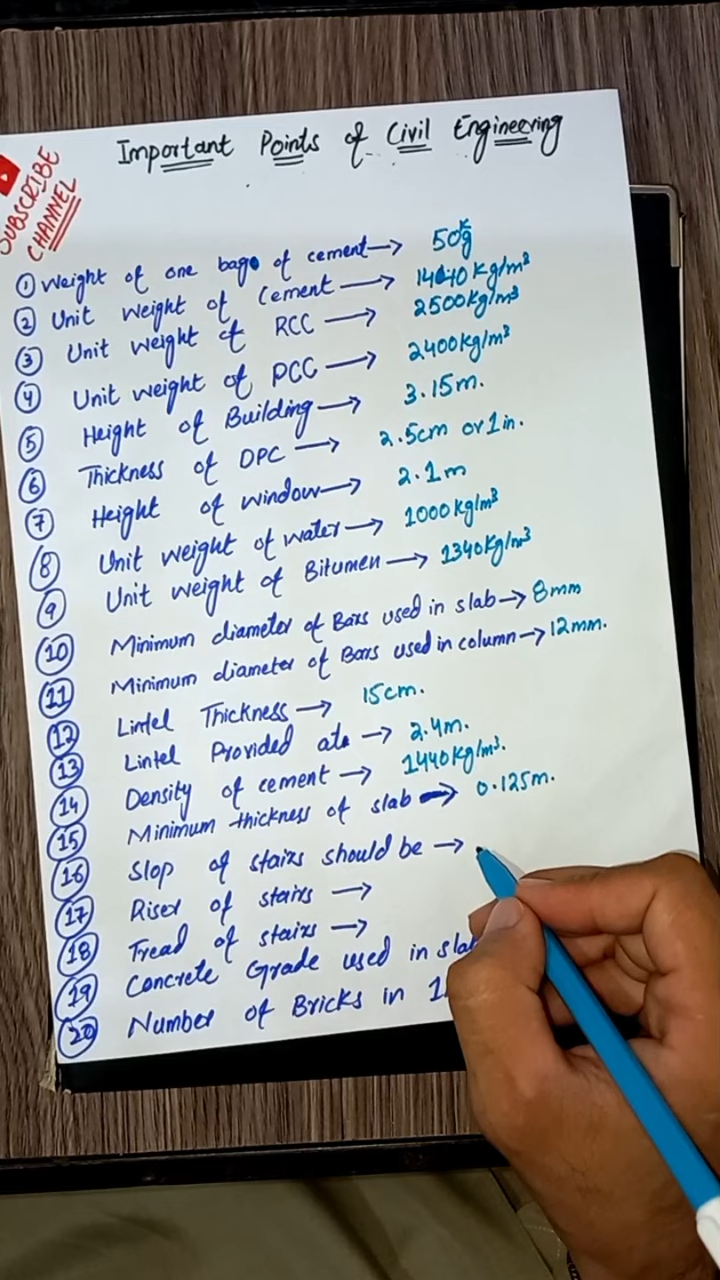 Important Points of Civil Engineering
SUBSCRIBE
CHANNEL
① Weight of one bag of cement → 50kg
② Unit weight of Cement → 1440 kg/m³
③ Unit weight of RCC → 2500kg/m³
④ Unit weight of PCC → 2400kg/m³
⑤ Height of Building → 3.15m.
⑥ Thickness of DPC → 2.5cm or 1 in.
⑦ Height of window → 2.1m
⑧ Unit weight of water → 1000kg/m³
⑨ Unit weight of Bitumen → 1340kg/m³
⑩ Minimum diameter of Bars used in slab → 8mm
⑪ Minimum diameter of Bars used in column → 12mm.
⑫ Lintel Thickness → 15cm.
⑬ Lintel Provided at → 2.4m.
⑭ Density of cement → 1440kg/m³.
⑮ Minimum thickness of slab → 0.125m.
⑯ Slop of stairs should be →
⑰ Riser of stairs →
⑱ Tread of stairs →
⑲ Concrete Grade used in slab
⑳ Number of Bricks in 1